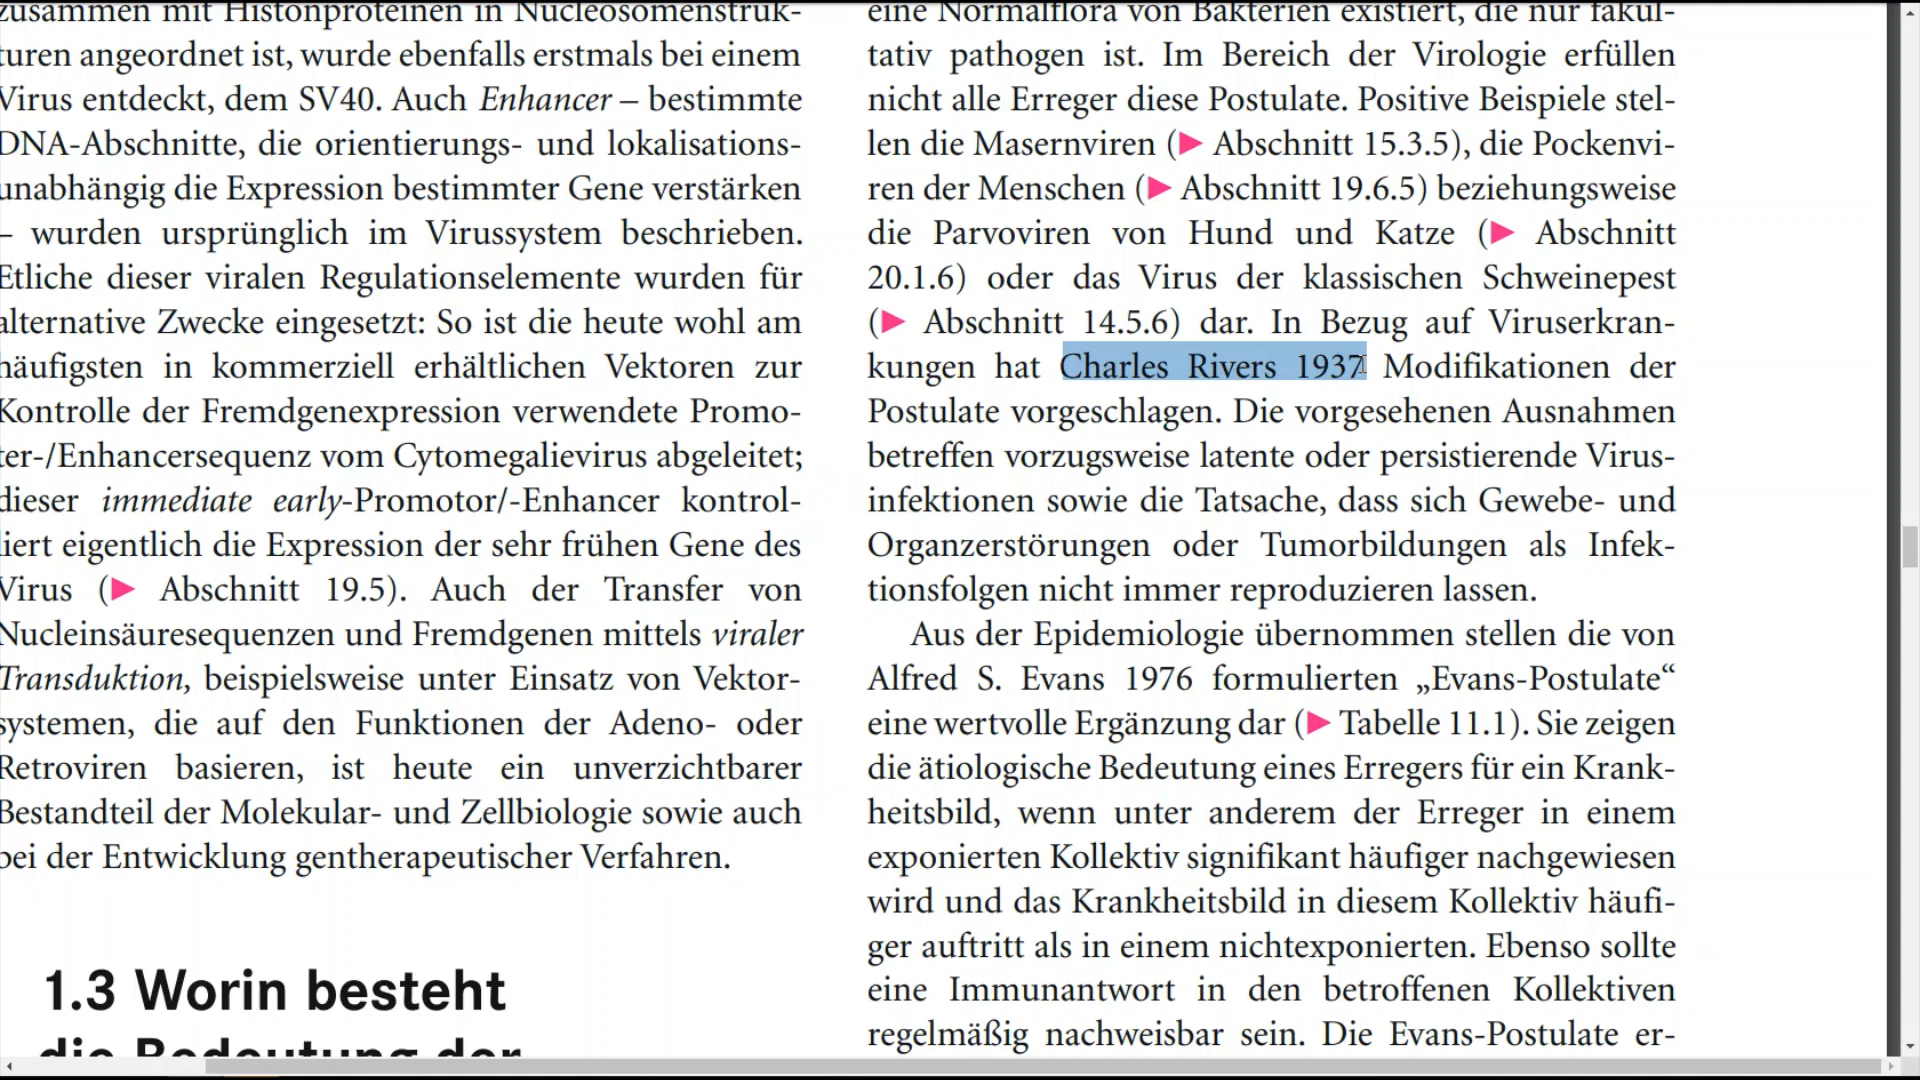 zusammen mit Histonproteinen in Nucleosomenstruk-
turen angeordnet ist, wurde ebenfalls erstmals bei einem
Virus entdeckt, dem SV40. Auch Enhancer – bestimmte
DNA-Abschnitte, die orientierungs- und lokalisations-
unabhängig die Expression bestimmter Gene verstärken
– wurden ursprünglich im Virussystem beschrieben.
Etliche dieser viralen Regulationselemente wurden für
alternative Zwecke eingesetzt: So ist die heute wohl am
häufigsten in kommerziell erhältlichen Vektoren zur
Kontrolle der Fremdgenexpression verwendete Promo-
ter-/Enhancersequenz vom Cytomegalievirus abgeleitet;
dieser immediate early-Promotor/-Enhancer kontrol-
liert eigentlich die Expression der sehr frühen Gene des
Virus (▶ Abschnitt 19.5). Auch der Transfer von
Nucleinsäuresequenzen und Fremdgenen mittels viraler
Transduktion, beispielsweise unter Einsatz von Vektor-
systemen, die auf den Funktionen der Adeno- oder
Retroviren basieren, ist heute ein unverzichtbarer
Bestandteil der Molekular- und Zellbiologie sowie auch
bei der Entwicklung gentherapeutischer Verfahren.
1.3 Worin besteht
die Bedeutung der
eine Normalflora von Bakterien existiert, die nur fakul-
tativ pathogen ist. Im Bereich der Virologie erfüllen
nicht alle Erreger diese Postulate. Positive Beispiele stel-
len die Masernviren (▶ Abschnitt 15.3.5), die Pockenvi-
ren der Menschen (▶ Abschnitt 19.6.5) beziehungsweise
die Parvoviren von Hund und Katze (▶ Abschnitt
20.1.6) oder das Virus der klassischen Schweinepest
(▶ Abschnitt 14.5.6) dar. In Bezug auf Viruserkran-
kungen hat Charles Rivers 1937 Modifikationen der
Postulate vorgeschlagen. Die vorgesehenen Ausnahmen
betreffen vorzugsweise latente oder persistierende Virus-
infektionen sowie die Tatsache, dass sich Gewebe- und
Organzerstörungen oder Tumorbildungen als Infek-
tionsfolgen nicht immer reproduzieren lassen.
Aus der Epidemiologie übernommen stellen die von
Alfred S. Evans 1976 formulierten „Evans-Postulate“
eine wertvolle Ergänzung dar (▶ Tabelle 11.1). Sie zeigen
die ätiologische Bedeutung eines Erregers für ein Krank-
heitsbild, wenn unter anderem der Erreger in einem
exponierten Kollektiv signifikant häufiger nachgewiesen
wird und das Krankheitsbild in diesem Kollektiv häufi-
ger auftritt als in einem nichtexponierten. Ebenso sollte
eine Immunantwort in den betroffenen Kollektiven
regelmäßig nachweisbar sein. Die Evans-Postulate er-